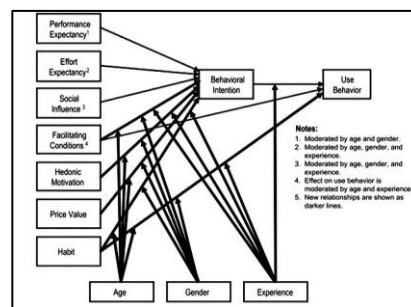 Performance
Expectancy1
Effort
Expectancy2
Social
Influence 3
Facilitating
Conditions 4
Hedonic
Motivation
Price Value
Habit
Behavioral
Intention
Use
Behavior
Notes:
1. Moderated by age and gender.
2. Moderated by age, gender, and
experience.
3. Moderated by age, gender, and
experience.
4. Effect on use behavior is
moderated by age and experience.
5. New relationships are shown as
darker lines.
Age
Gender
Experience